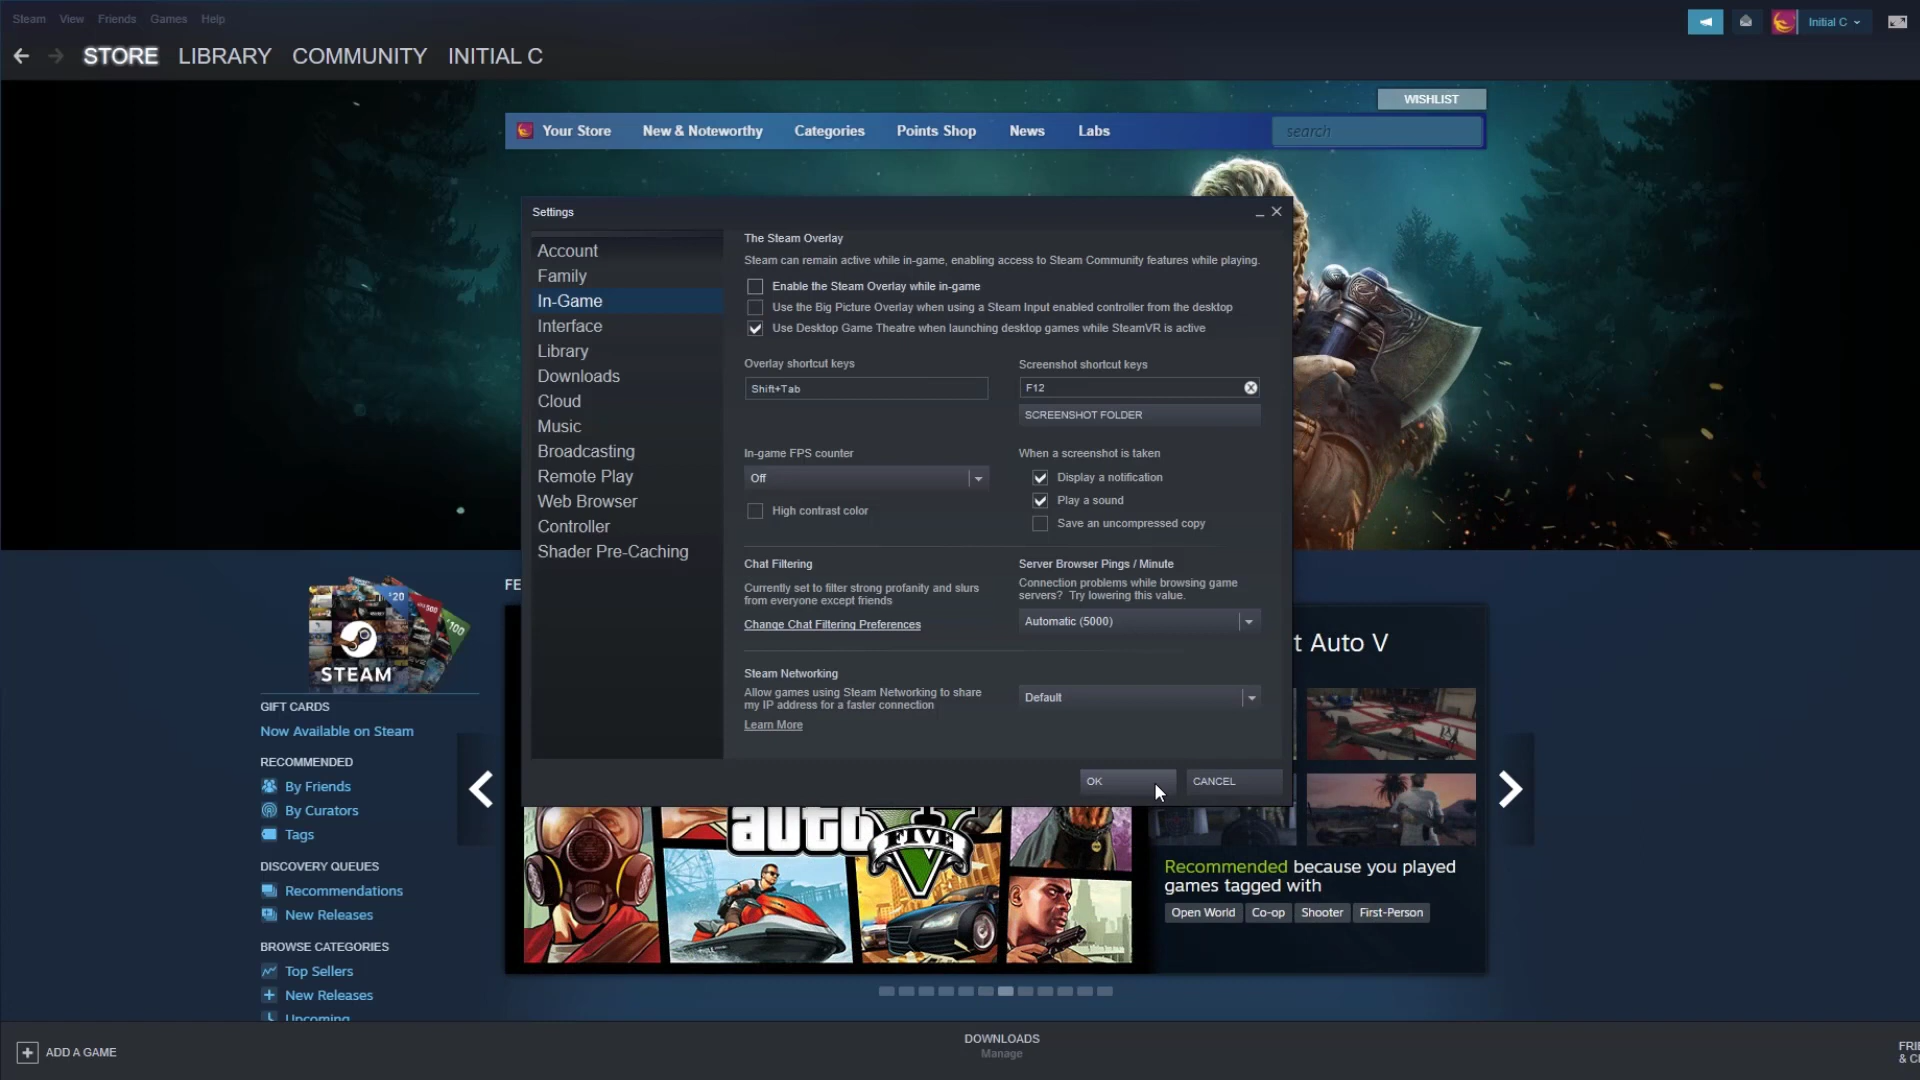 Steam View Friends Games Help
Initial C
STORE LIBRARY COMMUNITY INITIAL C
WISHLIST
Your Store New & Noteworthy Categories Points Shop News Labs search
Settings
Account
Family
In-Game
Interface
Library
Downloads
Cloud
Music
Broadcasting
Remote Play
Web Browser
Controller
Shader Pre-Caching
The Steam Overlay
Steam can remain active while in-game, enabling access to Steam Community features while playing.
Enable the Steam Overlay while in-game
Use the Big Picture Overlay when using a Steam Input enabled controller from the desktop
Use Desktop Game Theatre when launching desktop games while SteamVR is active
Overlay shortcut keys
Shift+Tab
Screenshot shortcut keys
F12
SCREENSHOT FOLDER
In-game FPS counter
Off
High contrast color
When a screenshot is taken
Display a notification
Play a sound
Save an uncompressed copy
Chat Filtering
Currently set to filter strong profanity and slurs
from everyone except friends
Change Chat Filtering Preferences
Server Browser Pings / Minute
Connection problems while browsing game
servers? Try lowering this value.
Automatic (5000)
Steam Networking
Allow games using Steam Networking to share
my IP address for a faster connection
Learn More
Default
OK CANCEL
FE
t Auto V
$20
$100
STEAM
GIFT CARDS
Now Available on Steam
RECOMMENDED
By Friends
By Curators
Tags
DISCOVERY QUEUES
Recommendations
New Releases
BROWSE CATEGORIES
Top Sellers
New Releases
Upcoming
auto
FIVE
Recommended because you played
games tagged with
Open World Co-op Shooter First-Person
ADD A GAME
DOWNLOADS
Manage
FRIE
& C